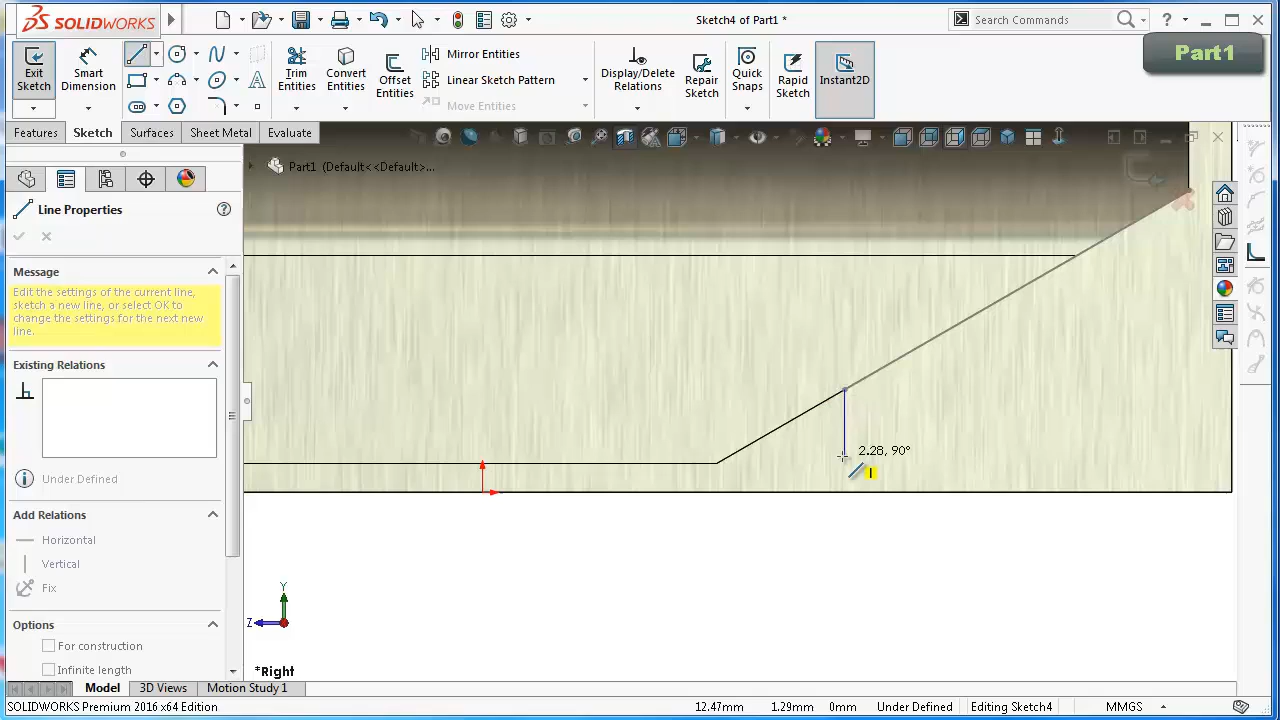 SOLIDWORKS
Sketch4 of Part1 *
Search Commands
?
Part1
Exit Sketch
Smart Dimension
Trim Entities
Convert Entities
Offset Entities
Mirror Entities
Linear Sketch Pattern
Move Entities
Display/Delete Relations
Repair Sketch
Quick Snaps
Rapid Sketch
Instant2D
Features
Sketch
Surfaces
Sheet Metal
Evaluate
Part1 (Default<<Default>...
Line Properties
?
Message
Edit the settings of the current line,
sketch a new line, or select OK to
change the settings for the next new
line.
Existing Relations
Under Defined
Add Relations
Horizontal
Vertical
Fix
Options
For construction
Infinite length
2.28, 90°
Y
Z
*Right
Model
3D Views
Motion Study 1
SOLIDWORKS Premium 2016 x64 Edition
12.47mm
1.29mm
0mm
Under Defined
Editing Sketch4
MMGS